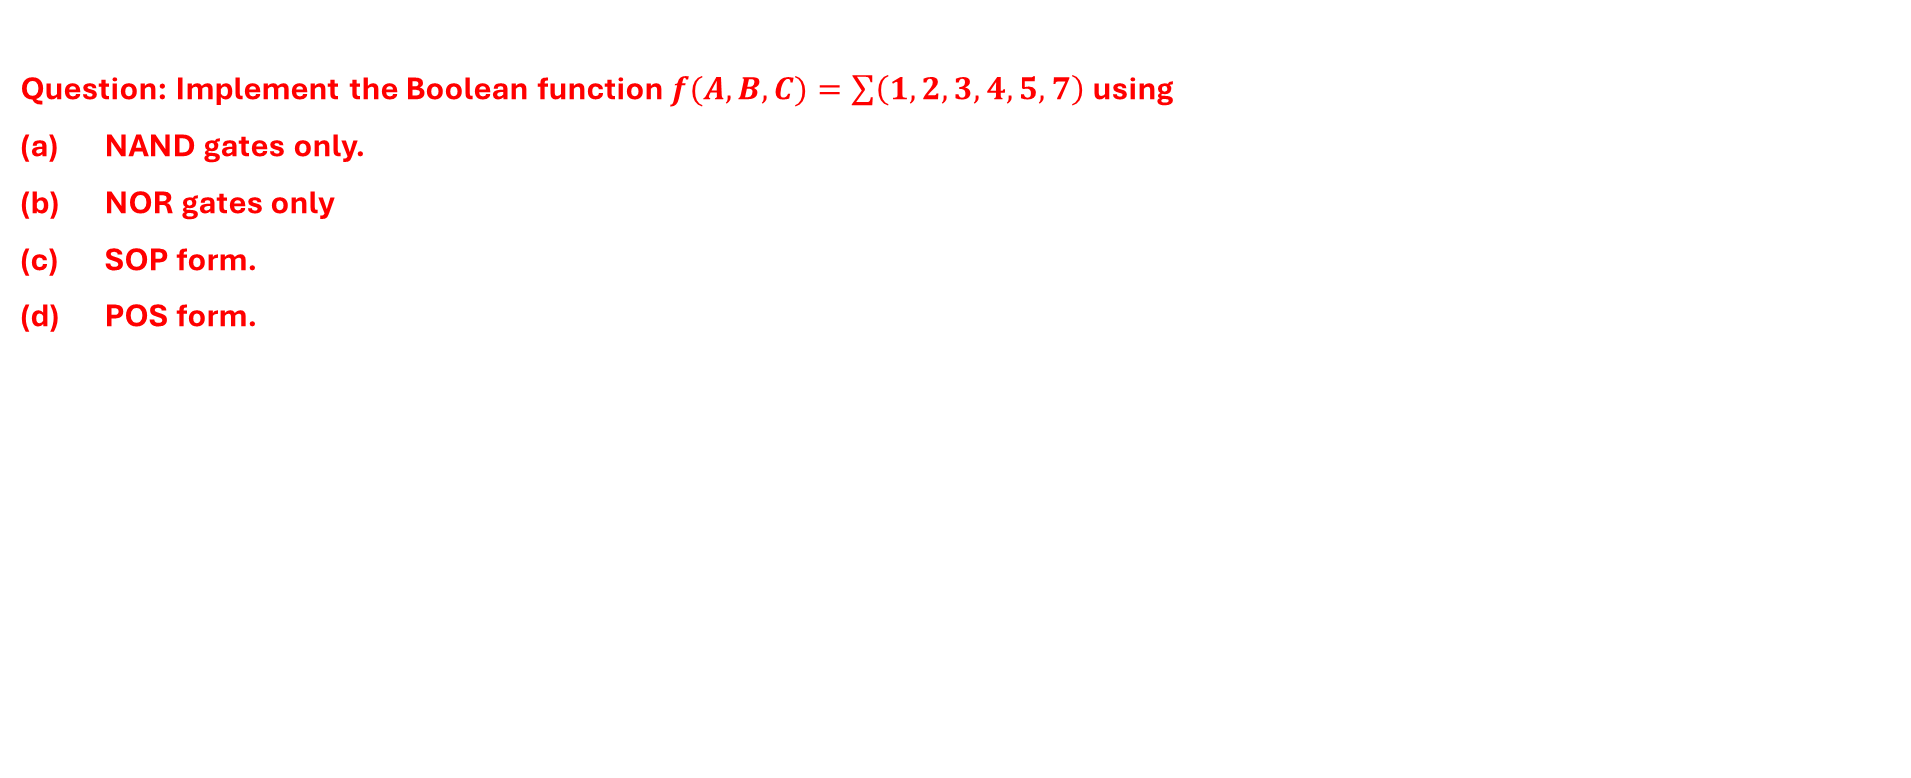 Question: Implement the Boolean function f(A, B, C) = ∑(1, 2, 3, 4, 5, 7) using
(a) NAND gates only.
(b) NOR gates only
(c) SOP form.
(d) POS form.